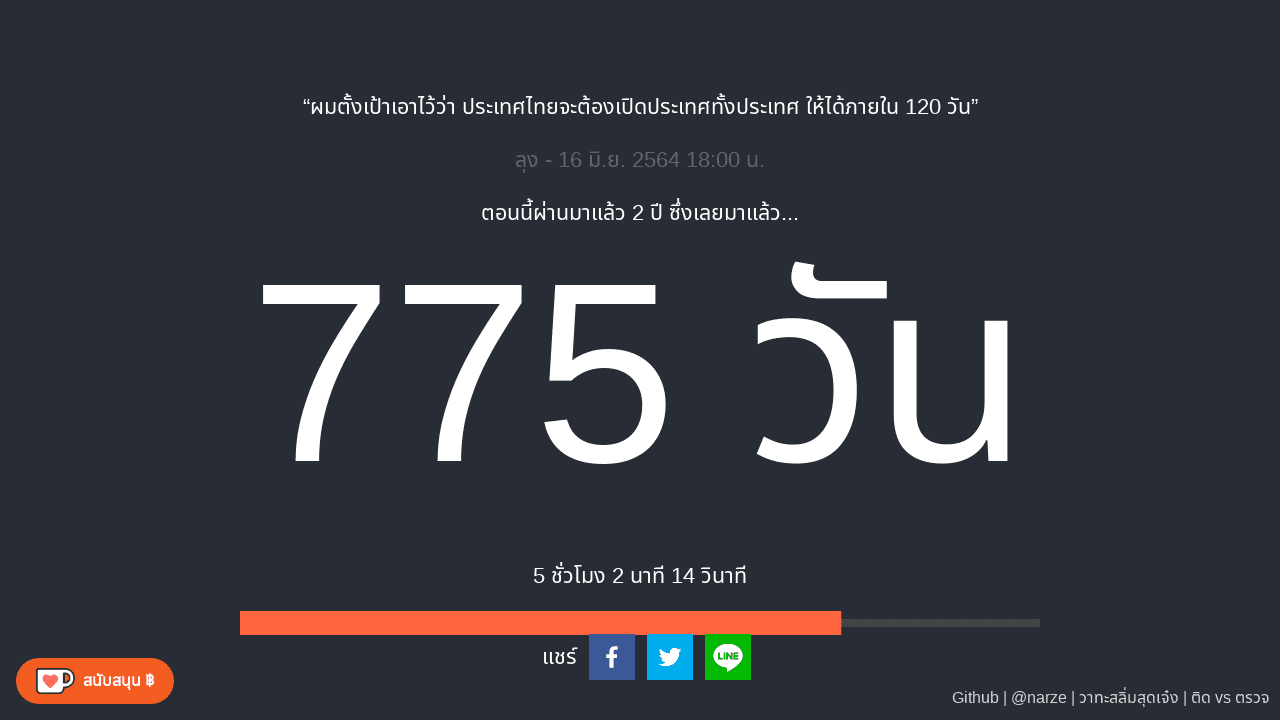 “ผมตั้งเป้าเอาไว้ว่า ประเทศไทยจะต้องเปิดประเทศทั้งประเทศ ให้ได้ภายใน 120 วัน”
ลุง - 16 มิ.ย. 2564 18:00 น.
ตอนนี้ผ่านมาแล้ว 2 ปี ซึ่งเลยมาแล้ว...
775 วัน
5 ชั่วโมง 2 นาที 14 วินาที
แชร์
LINE
สนับสนุน ฿
Github | @narze | วาทะสลิ่มสุดเจ๋ง | ติด vs ตรวจ